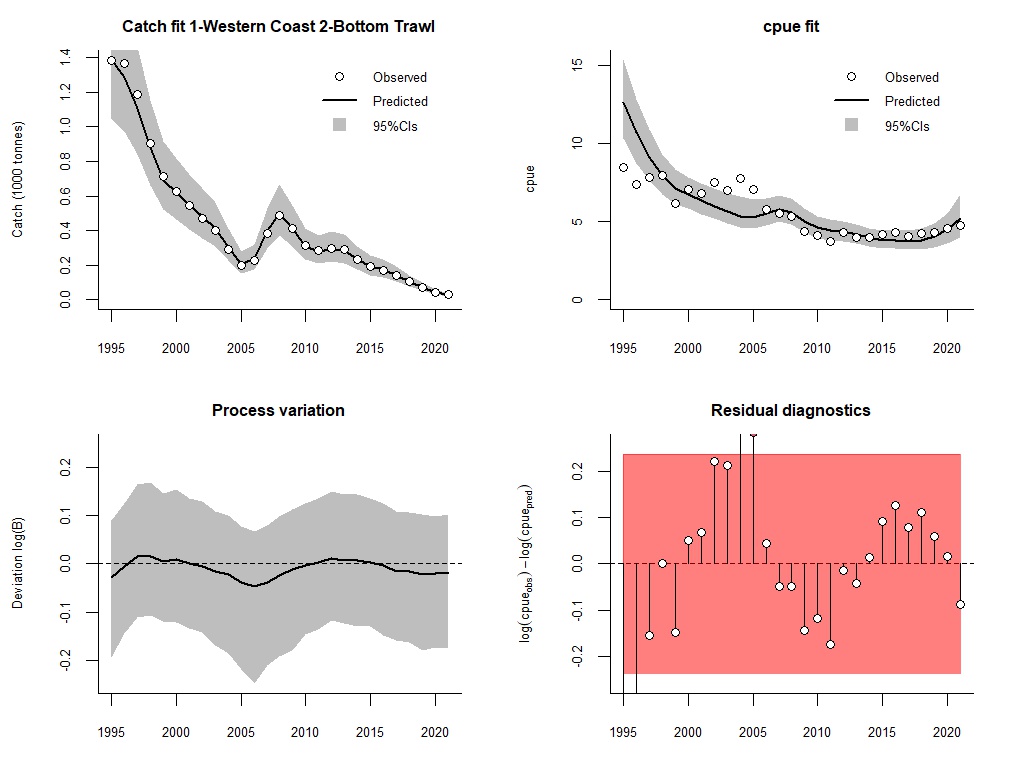 Catch fit 1-Western Coast 2-Bottom Trawl
Catch (1000 tonnes)
0.0 0.2 0.4 0.6 0.8 1.0 1.2 1.4
Observed
Predicted
95%CIs
1995 2000 2005 2010 2015 2020
cpue fit
cpue
0 5 10 15
Observed
Predicted
95%CIs
1995 2000 2005 2010 2015 2020
Process variation
Deviation log(B)
-0.2 -0.1 0.0 0.1 0.2
1995 2000 2005 2010 2015 2020
Residual diagnostics
log(cpue_obs) −log(cpue_pred)
-0.2 -0.1 0.0 0.1 0.2
1995 2000 2005 2010 2015 2020